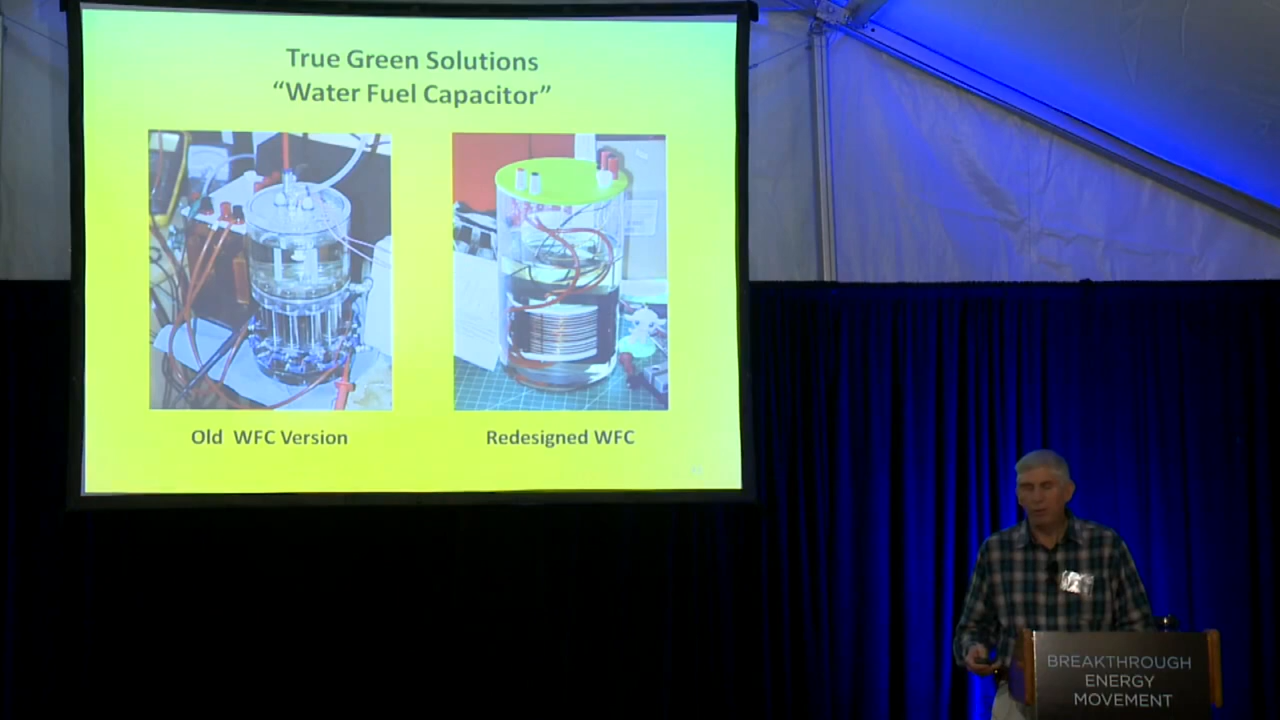 True Green Solutions
“Water Fuel Capacitor”
Old WFC Version
Redesigned WFC
BREAKTHROUGH
ENERGY
MOVEMENT